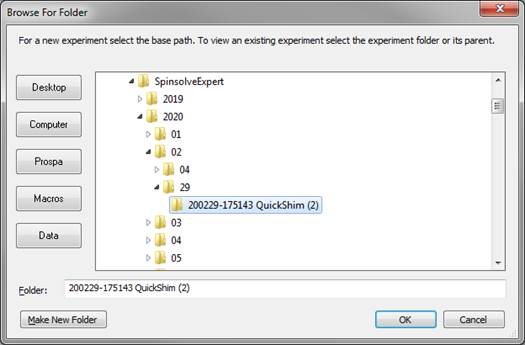 Browse For Folder
For a new experiment select the base path. To view an existing experiment select the experiment folder or its parent.
Desktop
Computer
Prospa
Macros
Data
SpinsolveExpert
2019
2020
01
02
04
29
200229-175143 QuickShim (2)
03
04
05
Folder:
200229-175143 QuickShim (2)
Make New Folder
OK
Cancel